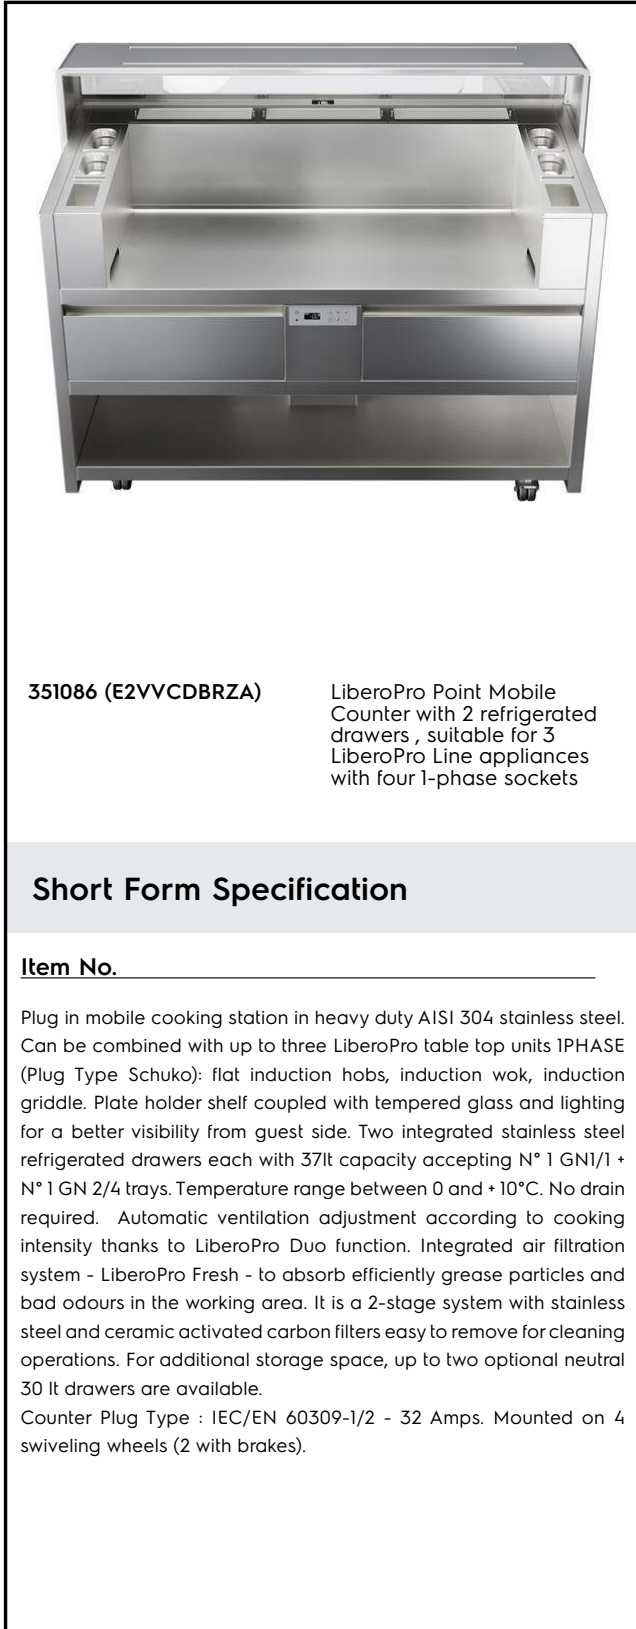 351086 (E2VVCDBRZA)
LiberoPro Point Mobile
Counter with 2 refrigerated
drawers , suitable for 3
LiberoPro Line appliances
with four 1-phase sockets
Short Form Specification
Item No.
Plug in mobile cooking station in heavy duty AISI 304 stainless steel.
Can be combined with up to three LiberoPro table top units 1PHASE
(Plug Type Schuko): flat induction hobs, induction wok, induction
griddle. Plate holder shelf coupled with tempered glass and lighting
for a better visibility from guest side. Two integrated stainless steel
refrigerated drawers each with 37lt capacity accepting N° 1 GN1/1 +
N° 1 GN 2/4 trays. Temperature range between 0 and + 10°C. No drain
required. Automatic ventilation adjustment according to cooking
intensity thanks to LiberoPro Duo function. Integrated air filtration
system - LiberoPro Fresh - to absorb efficiently grease particles and
bad odours in the working area. It is a 2-stage system with stainless
steel and ceramic activated carbon filters easy to remove for cleaning
operations. For additional storage space, up to two optional neutral
30 lt drawers are available.
Counter Plug Type : IEC/EN 60309-1/2 - 32 Amps. Mounted on 4
swiveling wheels (2 with brakes).